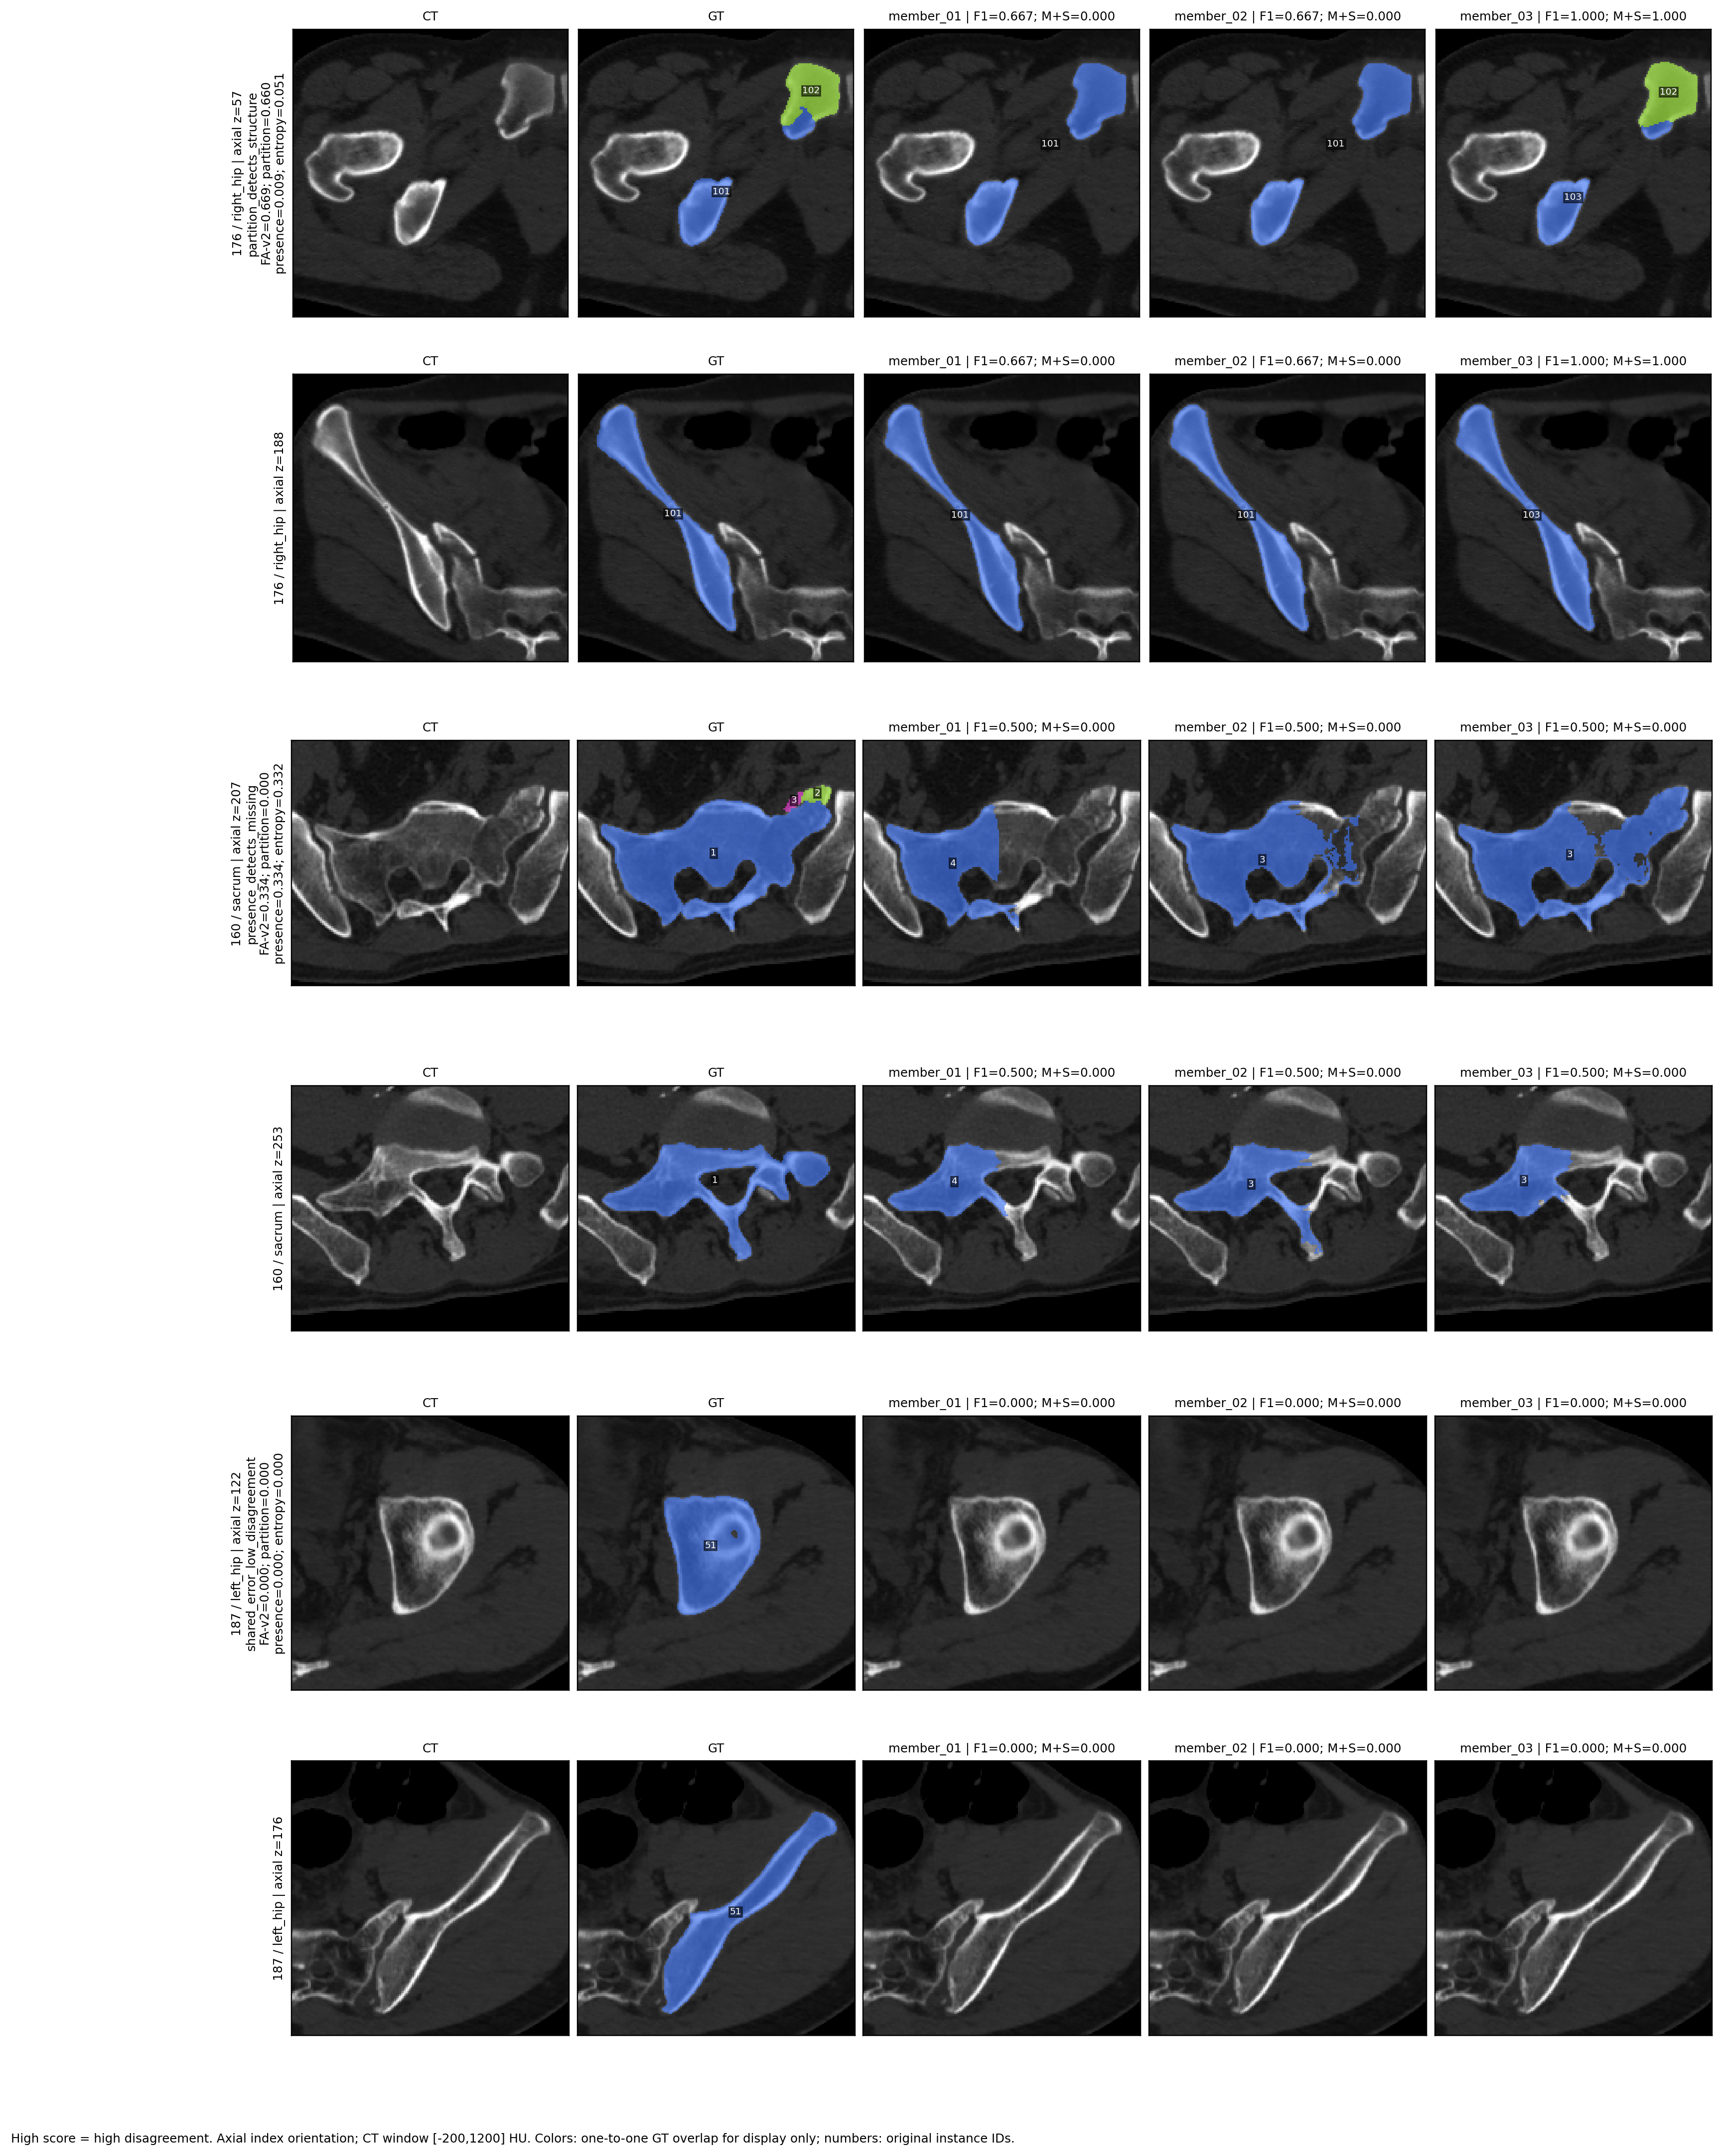 CT GT member_01 | F1=0.667; M+S=0.000 member_02 | F1=0.667; M+S=0.000 member_03 | F1=1.000; M+S=1.000
176 / right_hip | axial z=57
partition_detects_structure
FA-v2=0.669; partition=0.660
presence=0.009; entropy=0.051
102
101
101
101
102
103
CT GT member_01 | F1=0.667; M+S=0.000 member_02 | F1=0.667; M+S=0.000 member_03 | F1=1.000; M+S=1.000
176 / right_hip | axial z=188
101
101
101
103
CT GT member_01 | F1=0.500; M+S=0.000 member_02 | F1=0.500; M+S=0.000 member_03 | F1=0.500; M+S=0.000
160 / sacrum | axial z=207
presence_detects_missing
FA-v2=0.334; partition=0.000
presence=0.334; entropy=0.332
3 2
1
4
3
3
CT GT member_01 | F1=0.500; M+S=0.000 member_02 | F1=0.500; M+S=0.000 member_03 | F1=0.500; M+S=0.000
160 / sacrum | axial z=253
1
4
3
3
CT GT member_01 | F1=0.000; M+S=0.000 member_02 | F1=0.000; M+S=0.000 member_03 | F1=0.000; M+S=0.000
187 / left_hip | axial z=122
shared_error_low_disagreement
FA-v2=0.000; partition=0.000
presence=0.000; entropy=0.000
51
CT GT member_01 | F1=0.000; M+S=0.000 member_02 | F1=0.000; M+S=0.000 member_03 | F1=0.000; M+S=0.000
187 / left_hip | axial z=176
51
High score = high disagreement. Axial index orientation; CT window [-200,1200] HU. Colors: one-to-one GT overlap for display only; numbers: original instance IDs.